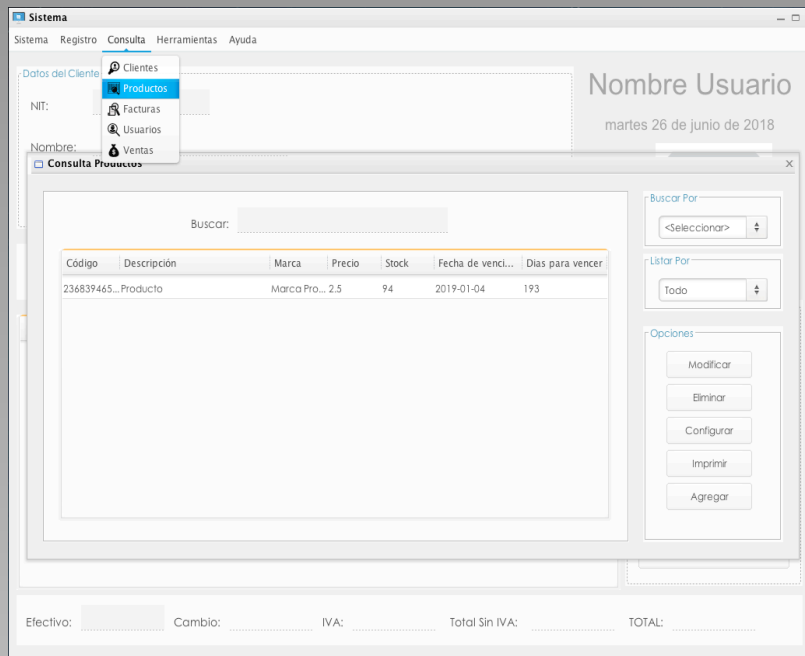 Sistema
Sistema Registro Consulta Herramientas Ayuda
Clientes
Productos
Facturas
Usuarios
Ventas
Datos del Cliente
NIT:
Nombre:
Nombre Usuario
martes 26 de junio de 2018
Consulta Productos
Buscar:
Código Descripción Marca Precio Stock Fecha de venci... Dias para vencer
236839465... Producto Marca Pro... 2.5 94 2019-01-04 193
Buscar Por
<Seleccionar>
Listar Por
Todo
Opciones
Modificar
Eliminar
Configurar
Imprimir
Agregar
Efectivo: Cambio: IVA: Total Sin IVA: TOTAL: